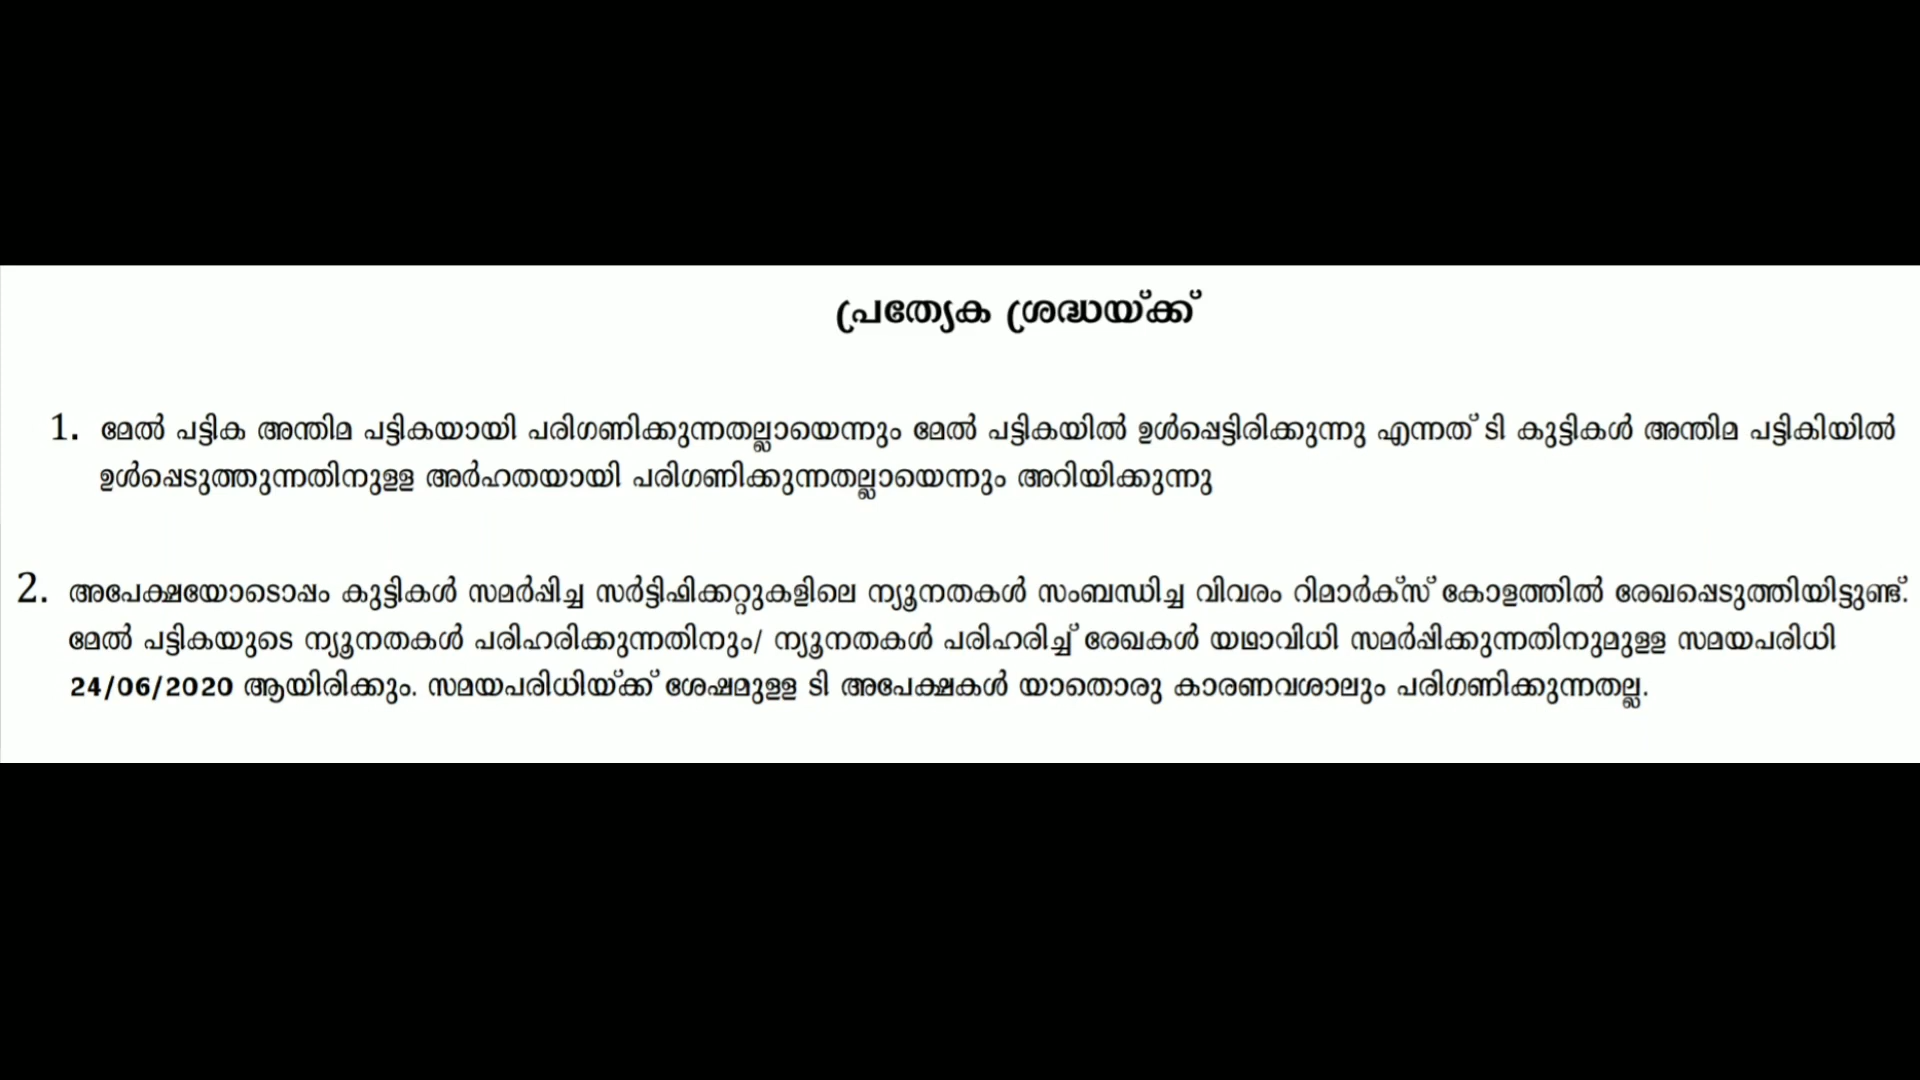 പ്രത്യേക ശ്രദ്ധയ്ക്ക്
1. മേൽ പട്ടിക അന്തിമ പട്ടികയായി പരിഗണിക്കുന്നതല്ലായെന്നും മേൽ പട്ടികയിൽ ഉൾപ്പെട്ടിരിക്കുന്നു എന്നത് ടി കുട്ടികൾ അന്തിമ പട്ടികിയിൽ
ഉൾപ്പെടുത്തുന്നതിനുളള അർഹതയായി പരിഗണിക്കുന്നതല്ലായെന്നും അറിയിക്കുന്നു
2. അപേക്ഷയോടൊപ്പം കുട്ടികൾ സമർപ്പിച്ച സർട്ടിഫിക്കറ്റുകളിലെ ന്യൂനതകൾ സംബന്ധിച്ച വിവരം റിമാർക്സ് കോളത്തിൽ രേഖപ്പെടുത്തിയിട്ടുണ്ട്.
മേൽ പട്ടികയുടെ ന്യൂനതകൾ പരിഹരിക്കുന്നതിനും/ ന്യൂനതകൾ പരിഹരിച്ച് രേഖകൾ യഥാവിധി സമർപ്പിക്കുന്നതിനുമുളള സമയപരിധി
24/06/2020 ആയിരിക്കും. സമയപരിധിയ്ക്ക് ശേഷമുളള ടി അപേക്ഷകൾ യാതൊരു കാരണവശാലും പരിഗണിക്കുന്നതല്ല.